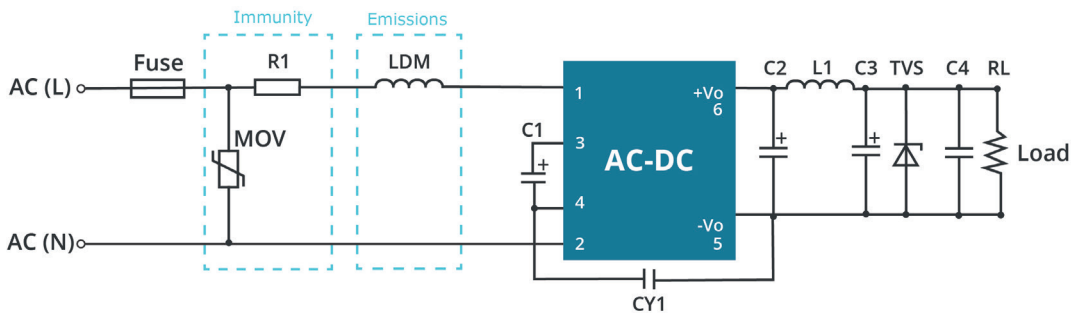 Immunity
Emissions
Fuse
R1
LDM
C2
L1
C3
TVS
C4
RL
AC (L)
1
+Vo
6
C1
+
3
MOV
AC-DC
+
+
Load
4
AC (N)
2
-Vo
5
CY1